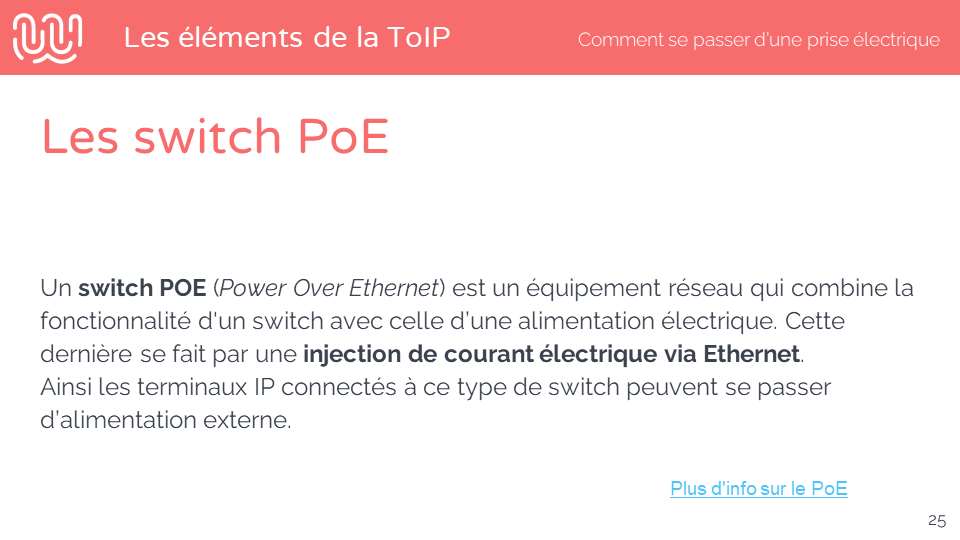 Les éléments de la ToIP
Comment se passer d'une prise électrique
Les switch PoE
Un switch POE (Power Over Ethernet) est un équipement réseau qui combine la
fonctionnalité d'un switch avec celle d'une alimentation électrique. Cette
dernière se fait par une injection de courant électrique via Ethernet.
Ainsi les terminaux IP connectés à ce type de switch peuvent se passer
d'alimentation externe.
Plus d'info sur le PoE
25